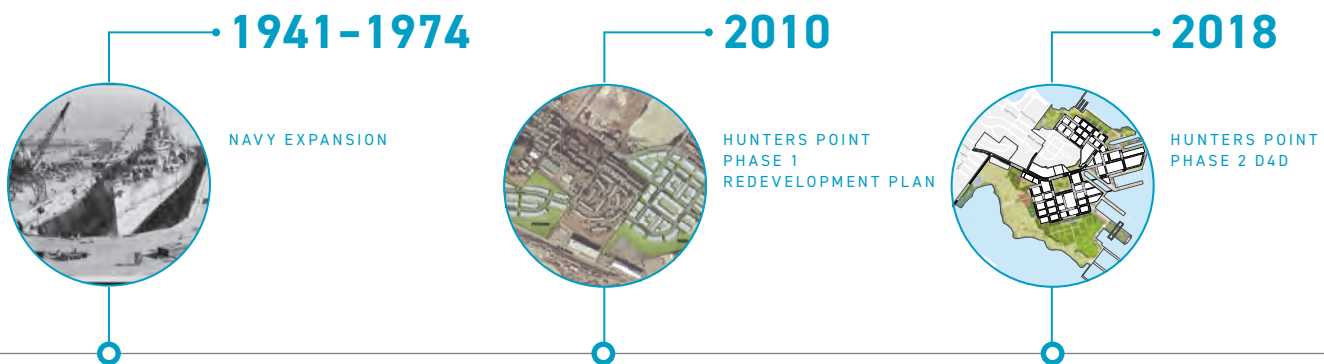 1941–1974
NAVY EXPANSION
2010
HUNTERS POINT
PHASE 1
REDEVELOPMENT PLAN
2018
HUNTERS POINT
PHASE 2 D4D